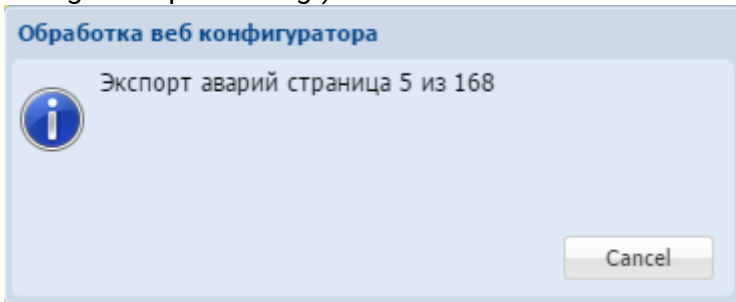 Обработка веб конфигуратора
Экспорт аварий страница 5 из 168
Cancel